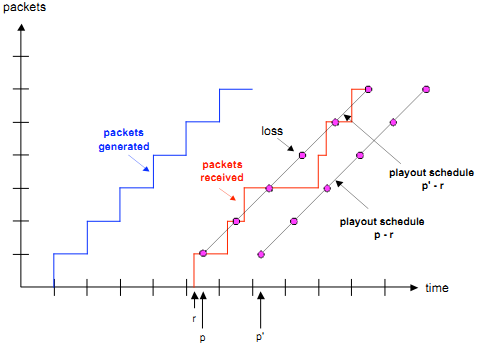 packets
loss
packets
generated
packets
received
playout schedule
p' - r
playout schedule
p - r
time
r
p
p'